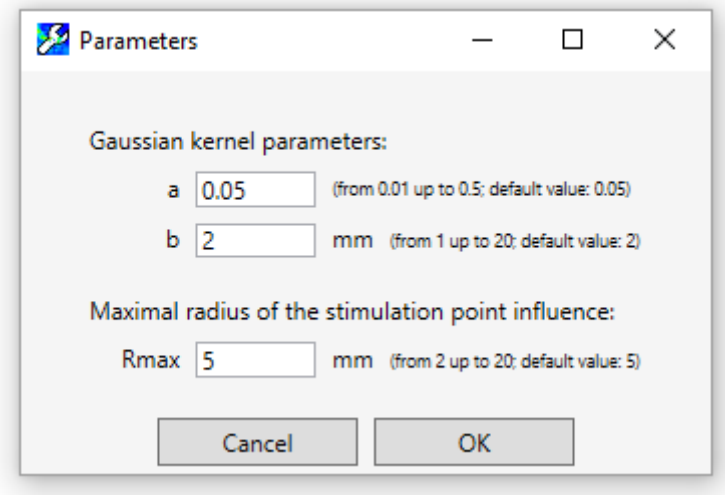 Parameters
Gaussian kernel parameters:
a 0.05 (from 0.01 up to 0.5; default value: 0.05)
b 2 mm (from 1 up to 20; default value: 2)
Maximal radius of the stimulation point influence:
Rmax 5 mm (from 2 up to 20; default value: 5)
Cancel OK